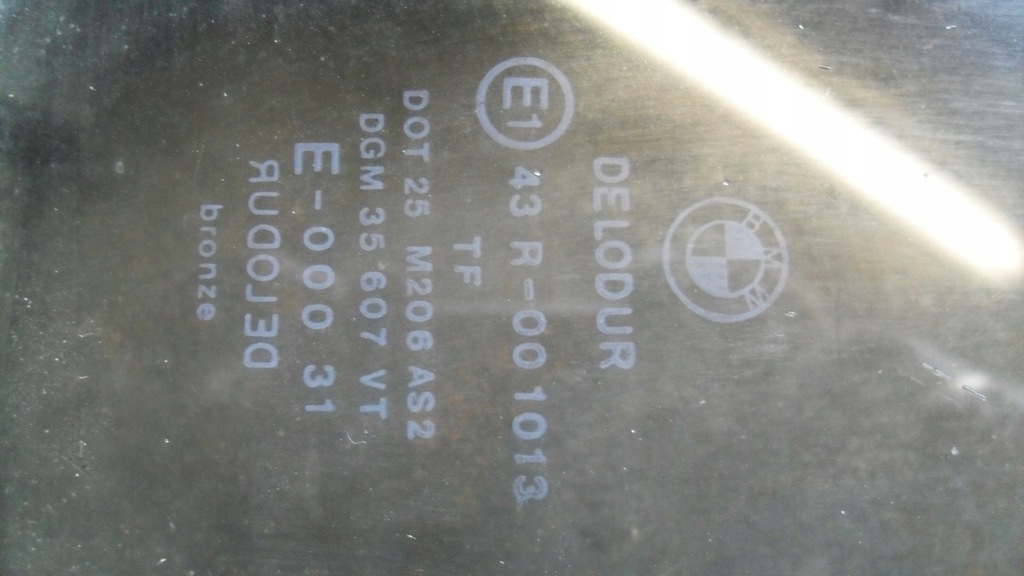 BMW
DELODUR
E1 43 R-00 1013
TF
DOT 25 M206 AS2
DGM 35 607 VT
E-000 31
DELODUR
bronze